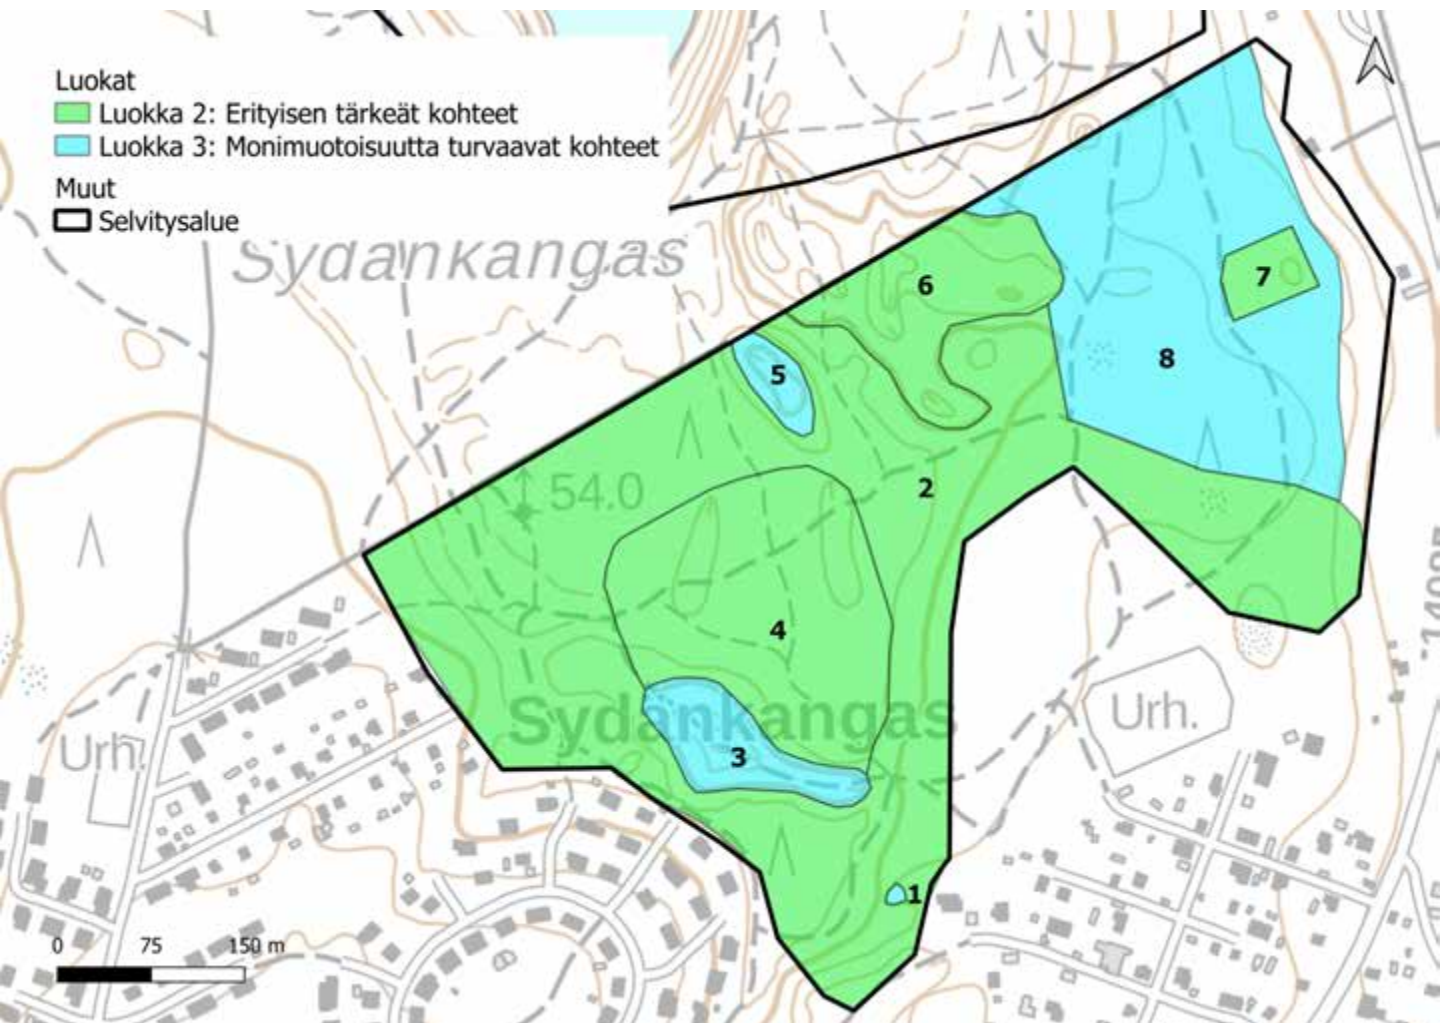 Luokat
Luokka 2: Erityisen tärkeät kohteet
Luokka 3: Monimuotoisuutta turvaavat kohteet
Muut
Selvitysalue
Sydänkangas
6
7
8
5
54.0
2
4
Sydänkangas
3
Urh.
Urh.
1
0 75 150 m